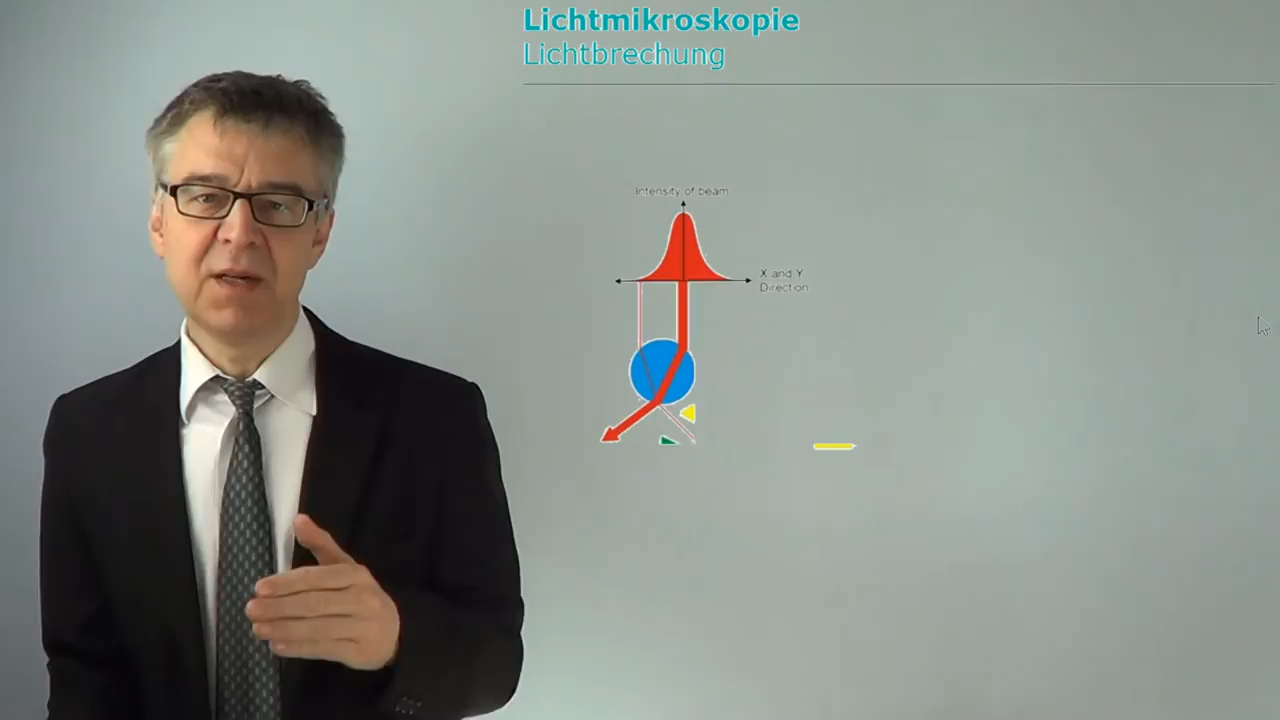 Lichtmikroskopie
Lichtbrechung
Intensity of beam
X and Y
Direction